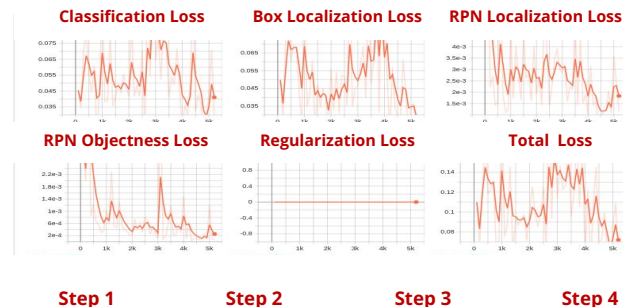 Classification Loss
Box Localization Loss
RPN Localization Loss
0.075
0.065
0.055
0.045
0.035
0.065
0.055
0.045
0.035
4e-3
3.5e-3
3e-3
2.5e-3
2e-3
1.5e-3
RPN Objectness Loss
Regularization Loss
Total Loss
2.2e-3
1.8e-3
1.4e-3
1e-3
6e-4
2e-4
0 1k 2k 3k 4k 5k
0.8
0.4
0
-0.4
-0.8
0 1k 2k 3k 4k 5k
0.14
0.12
0.1
0.08
0 1k 2k 3k 4k 5k
Step 1
Step 2
Step 3
Step 4